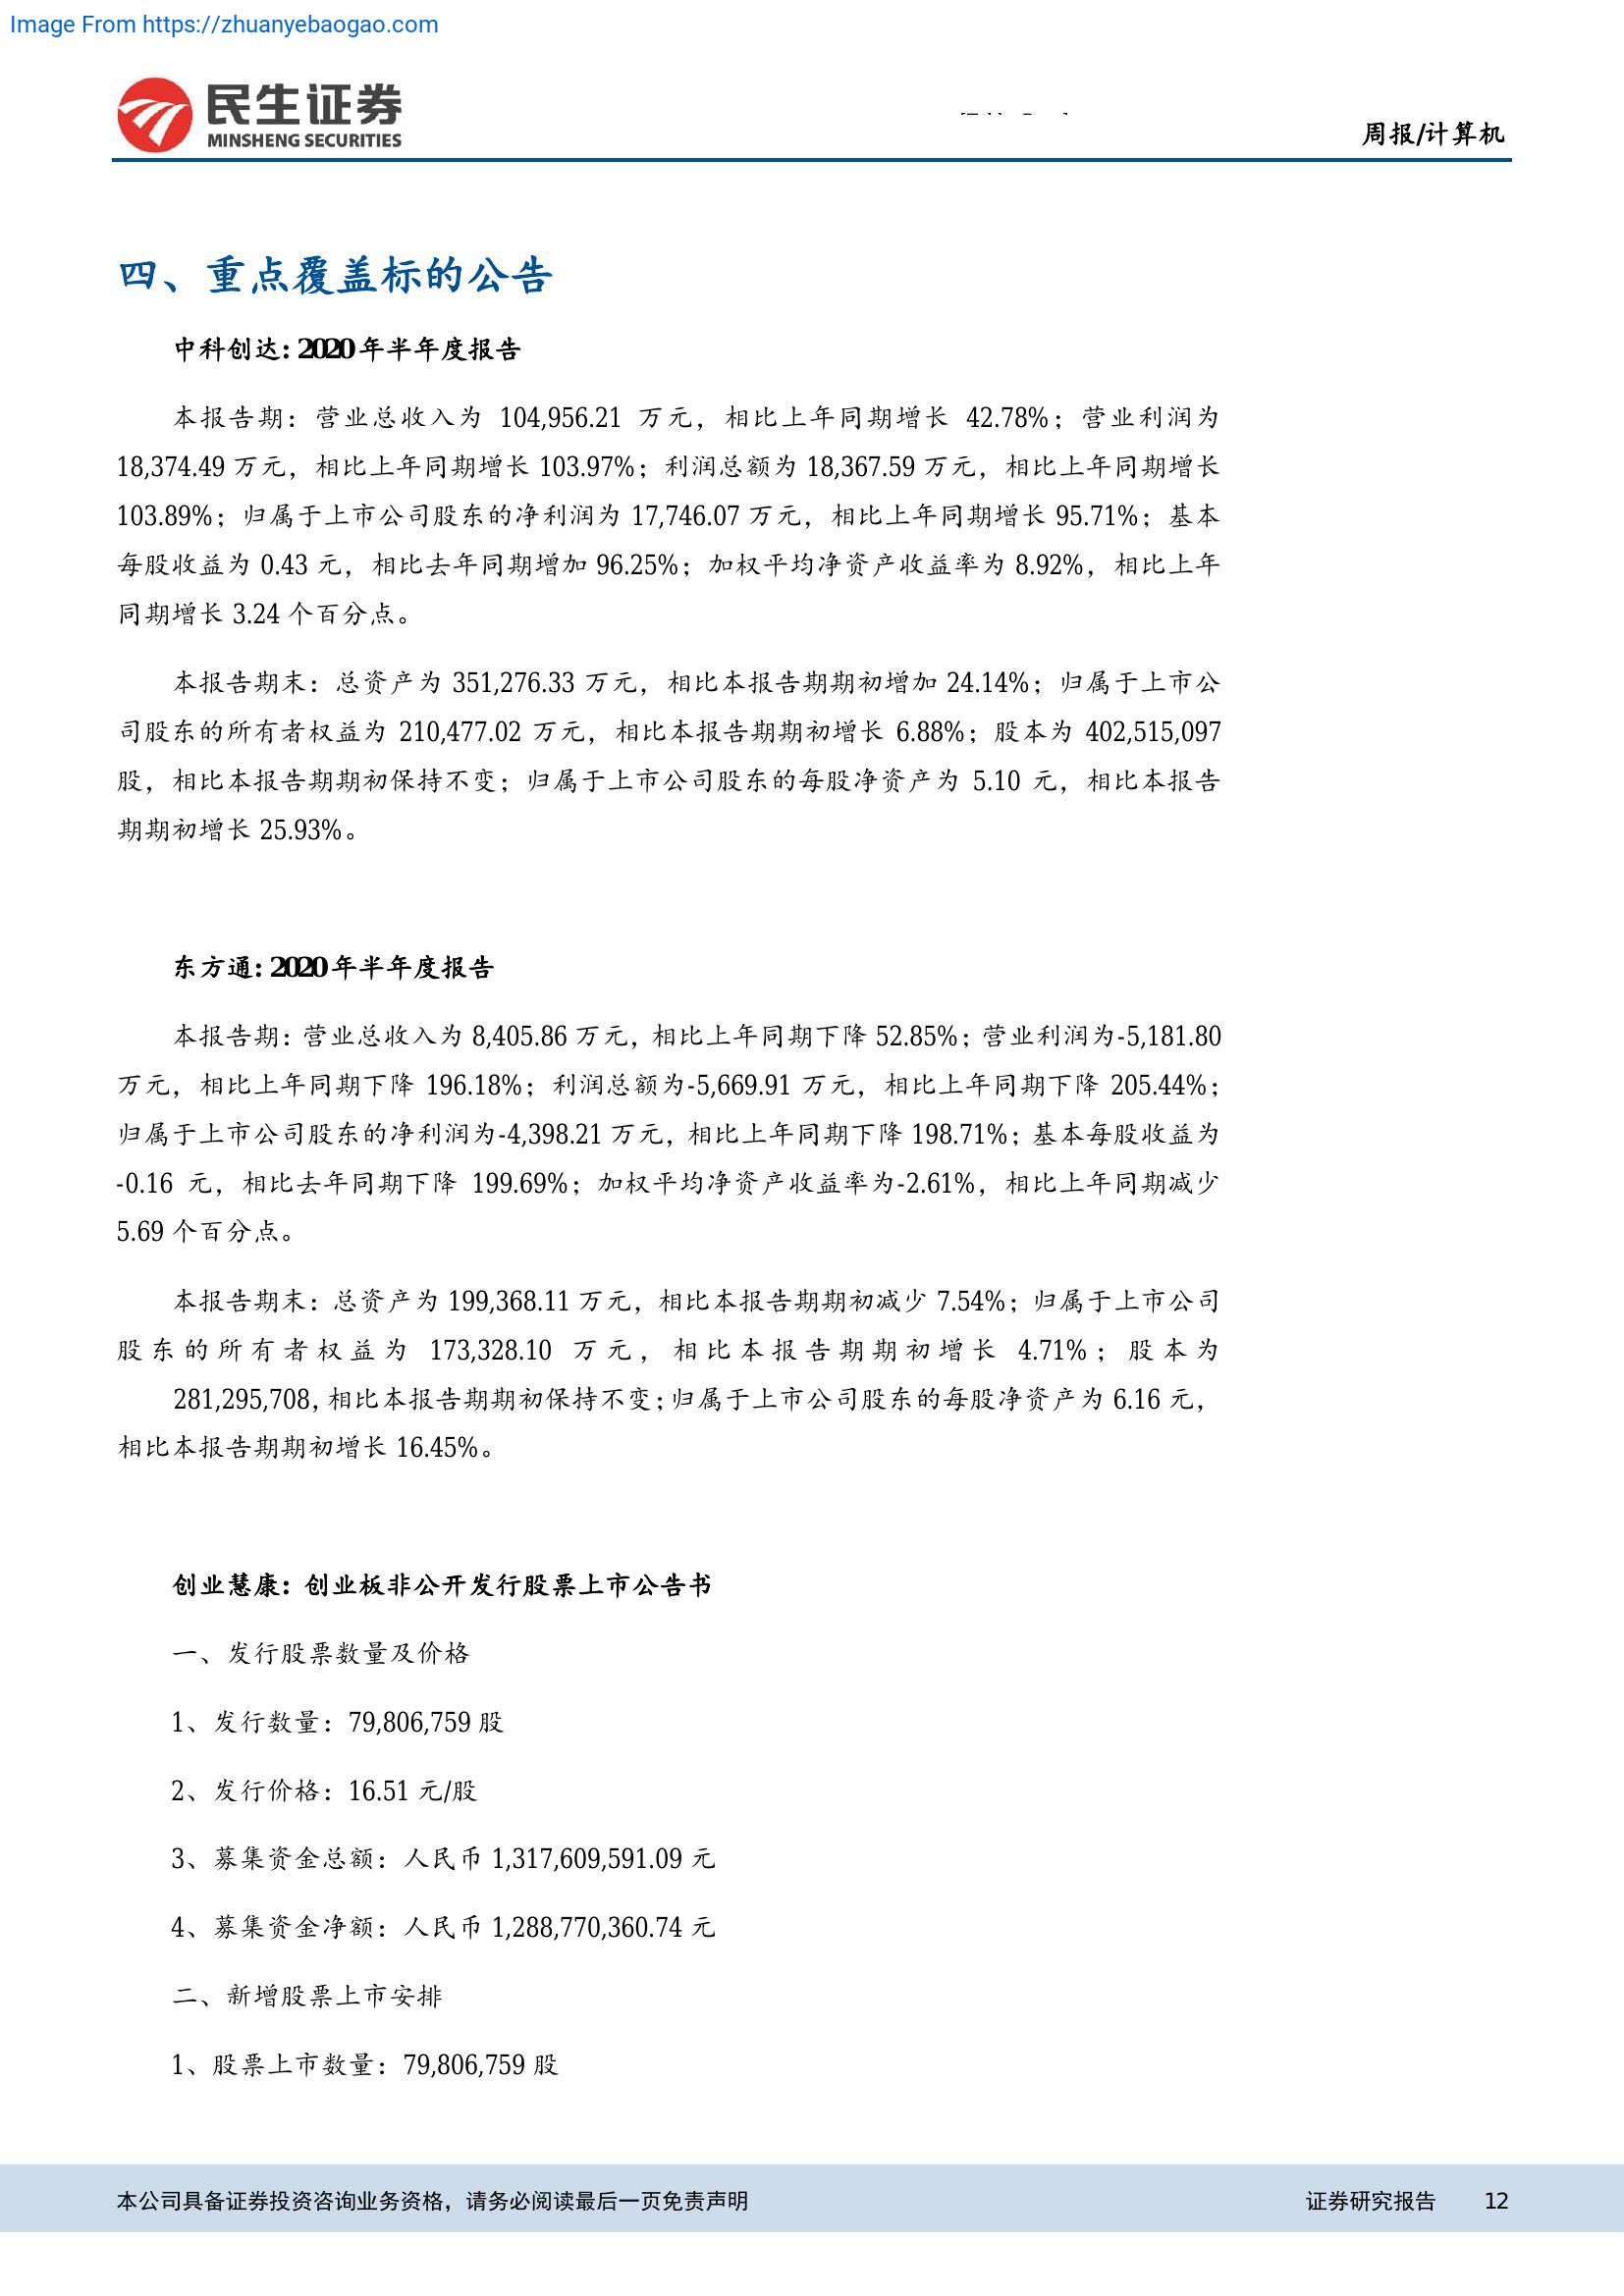 Image From https://zhuanyebaogao.com
民生证券
MINSHENG SECURITIES
周报/计算机
四、重点覆盖标的公告
中科创达：2020年半年度报告
本报告期：营业总收入为 104,956.21 万元，相比上年同期增长 42.78%；营业利润为
18,374.49 万元，相比上年同期增长 103.97%；利润总额为 18,367.59 万元，相比上年同期增长
103.89%；归属于上市公司股东的净利润为 17,746.07 万元，相比上年同期增长 95.71%；基本
每股收益为 0.43 元，相比去年同期增加 96.25%；加权平均净资产收益率为 8.92%，相比上年
同期增长 3.24 个百分点。
本报告期末：总资产为 351,276.33 万元，相比本报告期期初增加 24.14%；归属于上市公
司股东的所有者权益为 210,477.02 万元，相比本报告期期初增长 6.88%；股本为 402,515,097
股，相比本报告期期初保持不变；归属于上市公司股东的每股净资产为 5.10 元，相比本报告
期期初增长 25.93%。
东方通：2020年半年度报告
本报告期：营业总收入为 8,405.86 万元，相比上年同期下降 52.85%；营业利润为-5,181.80
万元，相比上年同期下降 196.18%；利润总额为-5,669.91 万元，相比上年同期下降 205.44%；
归属于上市公司股东的净利润为-4,398.21 万元，相比上年同期下降 198.71%；基本每股收益为
-0.16 元，相比去年同期下降 199.69%；加权平均净资产收益率为-2.61%，相比上年同期减少
5.69 个百分点。
本报告期末：总资产为 199,368.11 万元，相比本报告期期初减少 7.54%；归属于上市公司
股东的所有者权益为 173,328.10 万元，相比本报告期期初增长 4.71%；股本为
281,295,708，相比本报告期期初保持不变；归属于上市公司股东的每股净资产为 6.16 元，
相比本报告期期初增长 16.45%。
创业慧康：创业板非公开发行股票上市公告书
一、发行股票数量及价格
1、发行数量：79,806,759 股
2、发行价格：16.51 元/股
3、募集资金总额：人民币 1,317,609,591.09 元
4、募集资金净额：人民币 1,288,770,360.74 元
二、新增股票上市安排
1、股票上市数量：79,806,759 股
本公司具备证券投资咨询业务资格，请务必阅读最后一页免责声明
证券研究报告 12